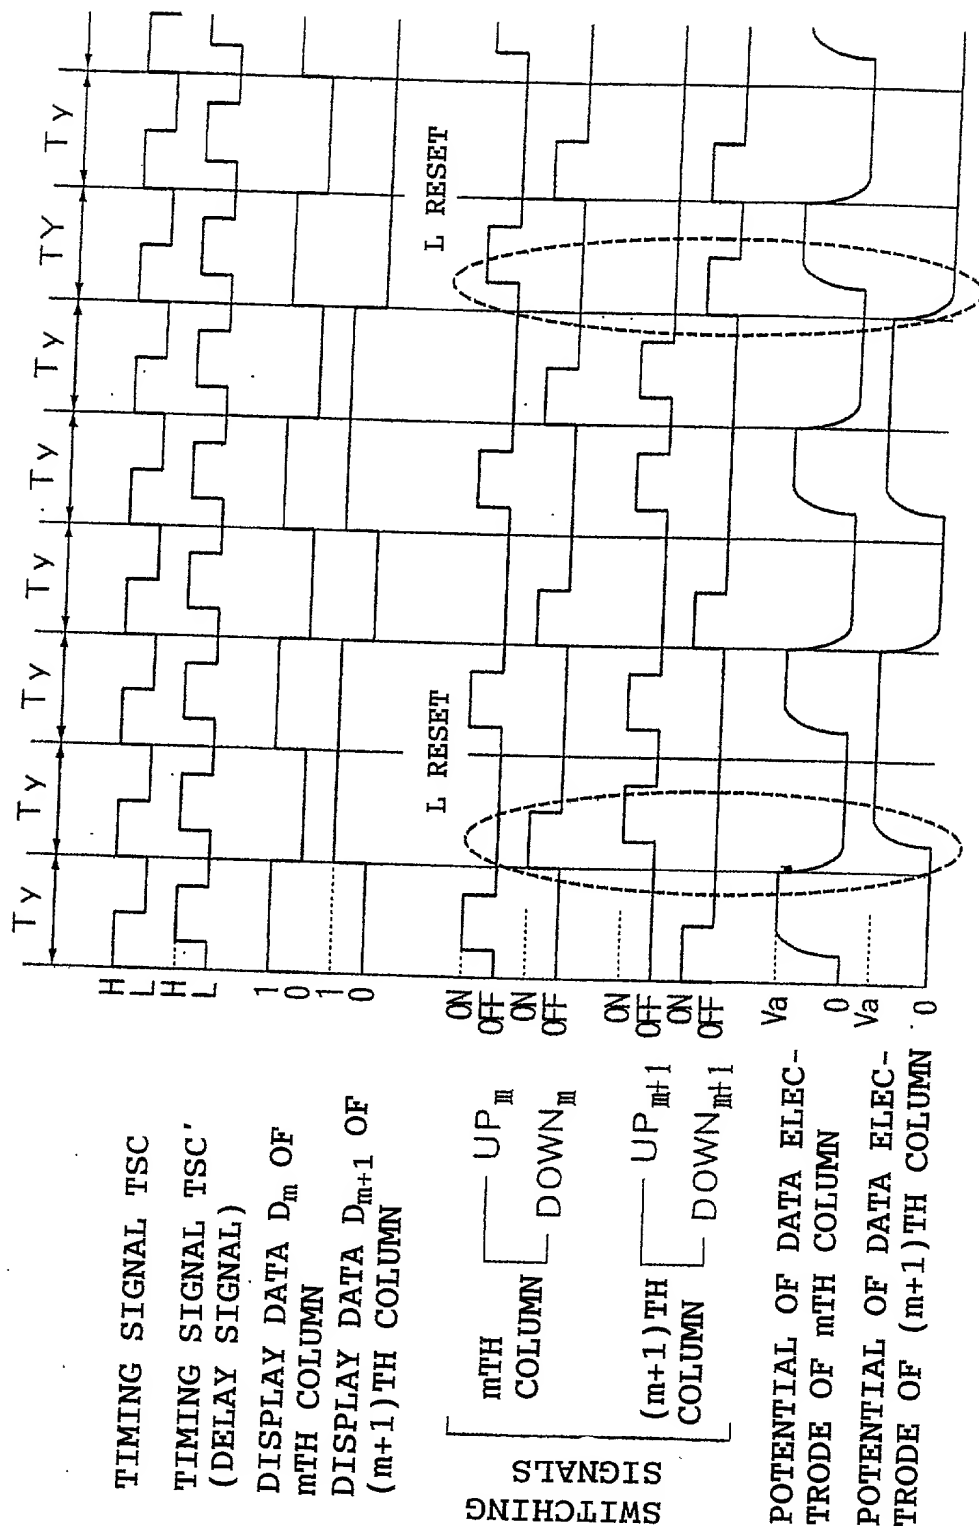 Ty Ty Ty Ty Ty Ty TY Ty
TIMING SIGNAL TSC
H
L
TIMING SIGNAL TSC'
(DELAY SIGNAL)
H
L
DISPLAY DATA Dm OF
mTH COLUMN
1
0
DISPLAY DATA Dm+1 OF
(m+1)TH COLUMN
1
0
L RESET
L RESET
SWITCHING
SIGNALS
mTH
COLUMN
UPm
ON
OFF
DOWNm
ON
OFF
(m+1)TH
COLUMN
UPm+1
ON
OFF
DOWNm+1
ON
OFF
POTENTIAL OF DATA ELEC-
TRODE OF mTH COLUMN
Va
0
POTENTIAL OF DATA ELEC-
TRODE OF (m+1)TH COLUMN
Va
0